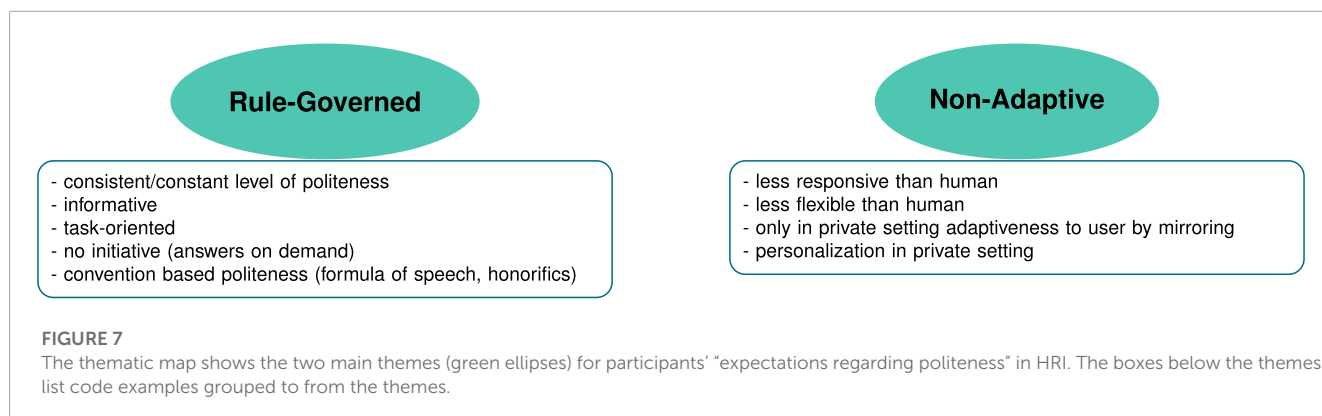 Rule-Governed
- consistent/constant level of politeness
- informative
- task-oriented
- no initiative (answers on demand)
- convention based politeness (formula of speech, honorifics)
Non-Adaptive
- less responsive than human
- less flexible than human
- only in private setting adaptiveness to user by mirroring
- personalization in private setting
FIGURE 7
The thematic map shows the two main themes (green ellipses) for participants’ “expectations regarding politeness” in HRI. The boxes below the themes
list code examples grouped to from the themes.